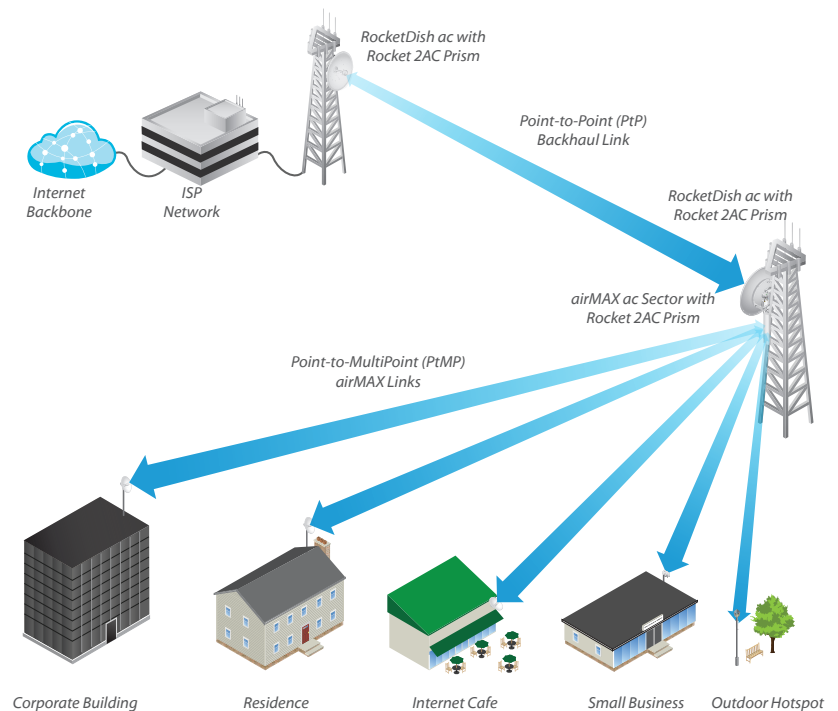 RocketDish ac with
Rocket 2AC Prism
Point-to-Point (PtP)
Backhaul Link
Internet
Backbone
ISP
Network
RocketDish ac with
Rocket 2AC Prism
airMAX ac Sector with
Rocket 2AC Prism
Point-to-MultiPoint (PtMP)
airMAX Links
Corporate Building
Residence
Internet Cafe
Small Business
Outdoor Hotspot